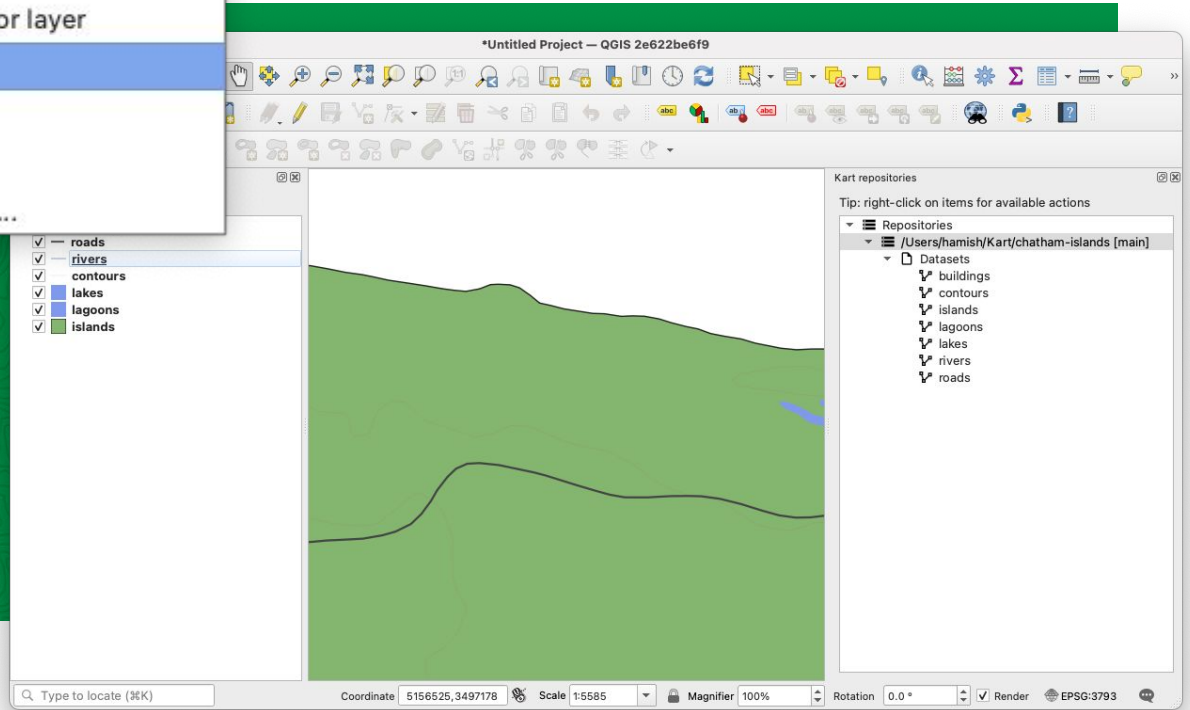 or layer
*Untitled Project — QGIS 2e622be6f9
...
Kart repositories
Tip: right-click on items for available actions
Repositories
/Users/hamish/Kart/chatham-islands [main]
Datasets
buildings
contours
islands
lagoons
lakes
rivers
roads
roads
rivers
contours
lakes
lagoons
islands
Type to locate (⌘K)
Coordinate 5156525,3497178 Scale 1:5585 Magnifier 100% Rotation 0.0 ° Render EPSG:3793